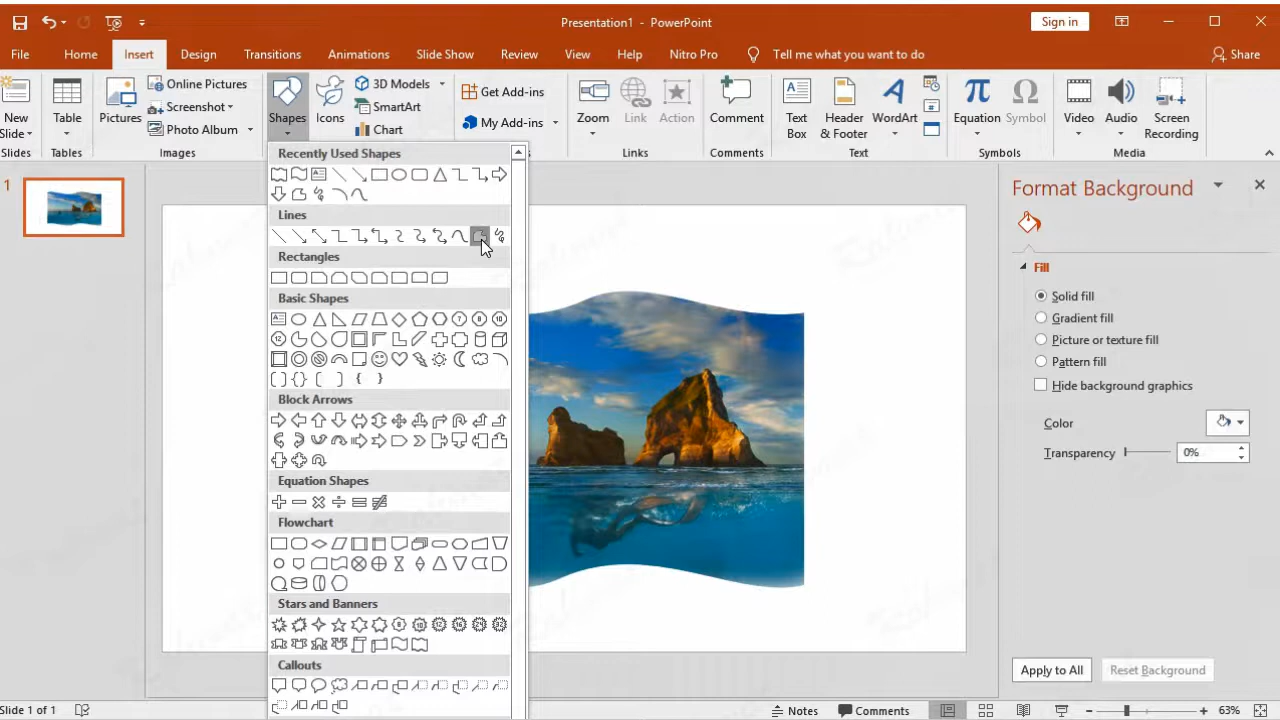 Presentation1 - PowerPoint
Sign in
File Home Insert Design Transitions Animations Slide Show Review View Help Nitro Pro Tell me what you want to do Share
New Slide
Slides
Table
Tables
Pictures
Online Pictures
Screenshot
Photo Album
Images
Shapes
Icons
3D Models
SmartArt
Chart
Get Add-ins
My Add-ins
Zoom
Link
Action
Links
Comment
Comments
Text Box
Header & Footer
WordArt
Text
Equation
Symbol
Symbols
Video
Audio
Screen Recording
Media
Recently Used Shapes
Lines
Rectangles
Basic Shapes
Block Arrows
Equation Shapes
Flowchart
Stars and Banners
Callouts
1
Format Background
Fill
Solid fill
Gradient fill
Picture or texture fill
Pattern fill
Hide background graphics
Color
Transparency 0%
Apply to All Reset Background
Slide 1 of 1
Notes Comments 63%